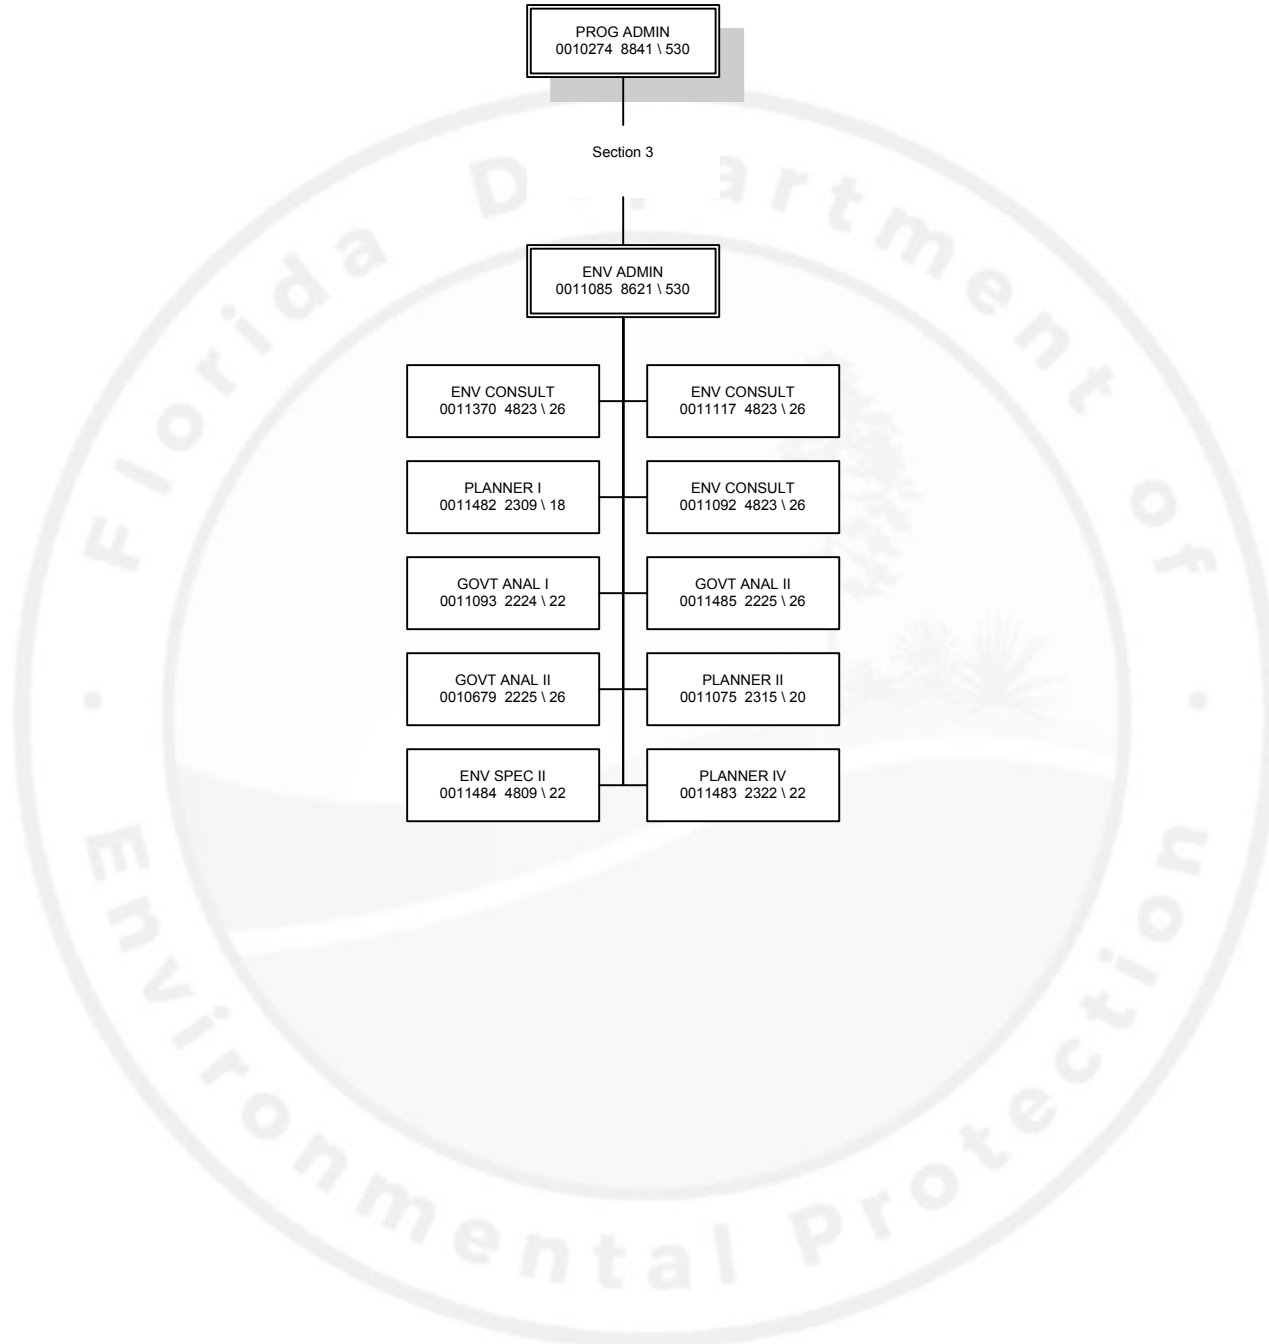 PROG ADMIN
0010274 8841 \ 530
Section 3
ENV ADMIN
0011085 8621 \ 530
ENV CONSULT
0011370 4823 \ 26
ENV CONSULT
0011117 4823 \ 26
PLANNER I
0011482 2309 \ 18
ENV CONSULT
0011092 4823 \ 26
GOVT ANAL I
0011093 2224 \ 22
GOVT ANAL II
0011485 2225 \ 26
GOVT ANAL II
0010679 2225 \ 26
PLANNER II
0011075 2315 \ 20
ENV SPEC II
0011484 4809 \ 22
PLANNER IV
0011483 2322 \ 22
Florida Department of
Environmental Protection